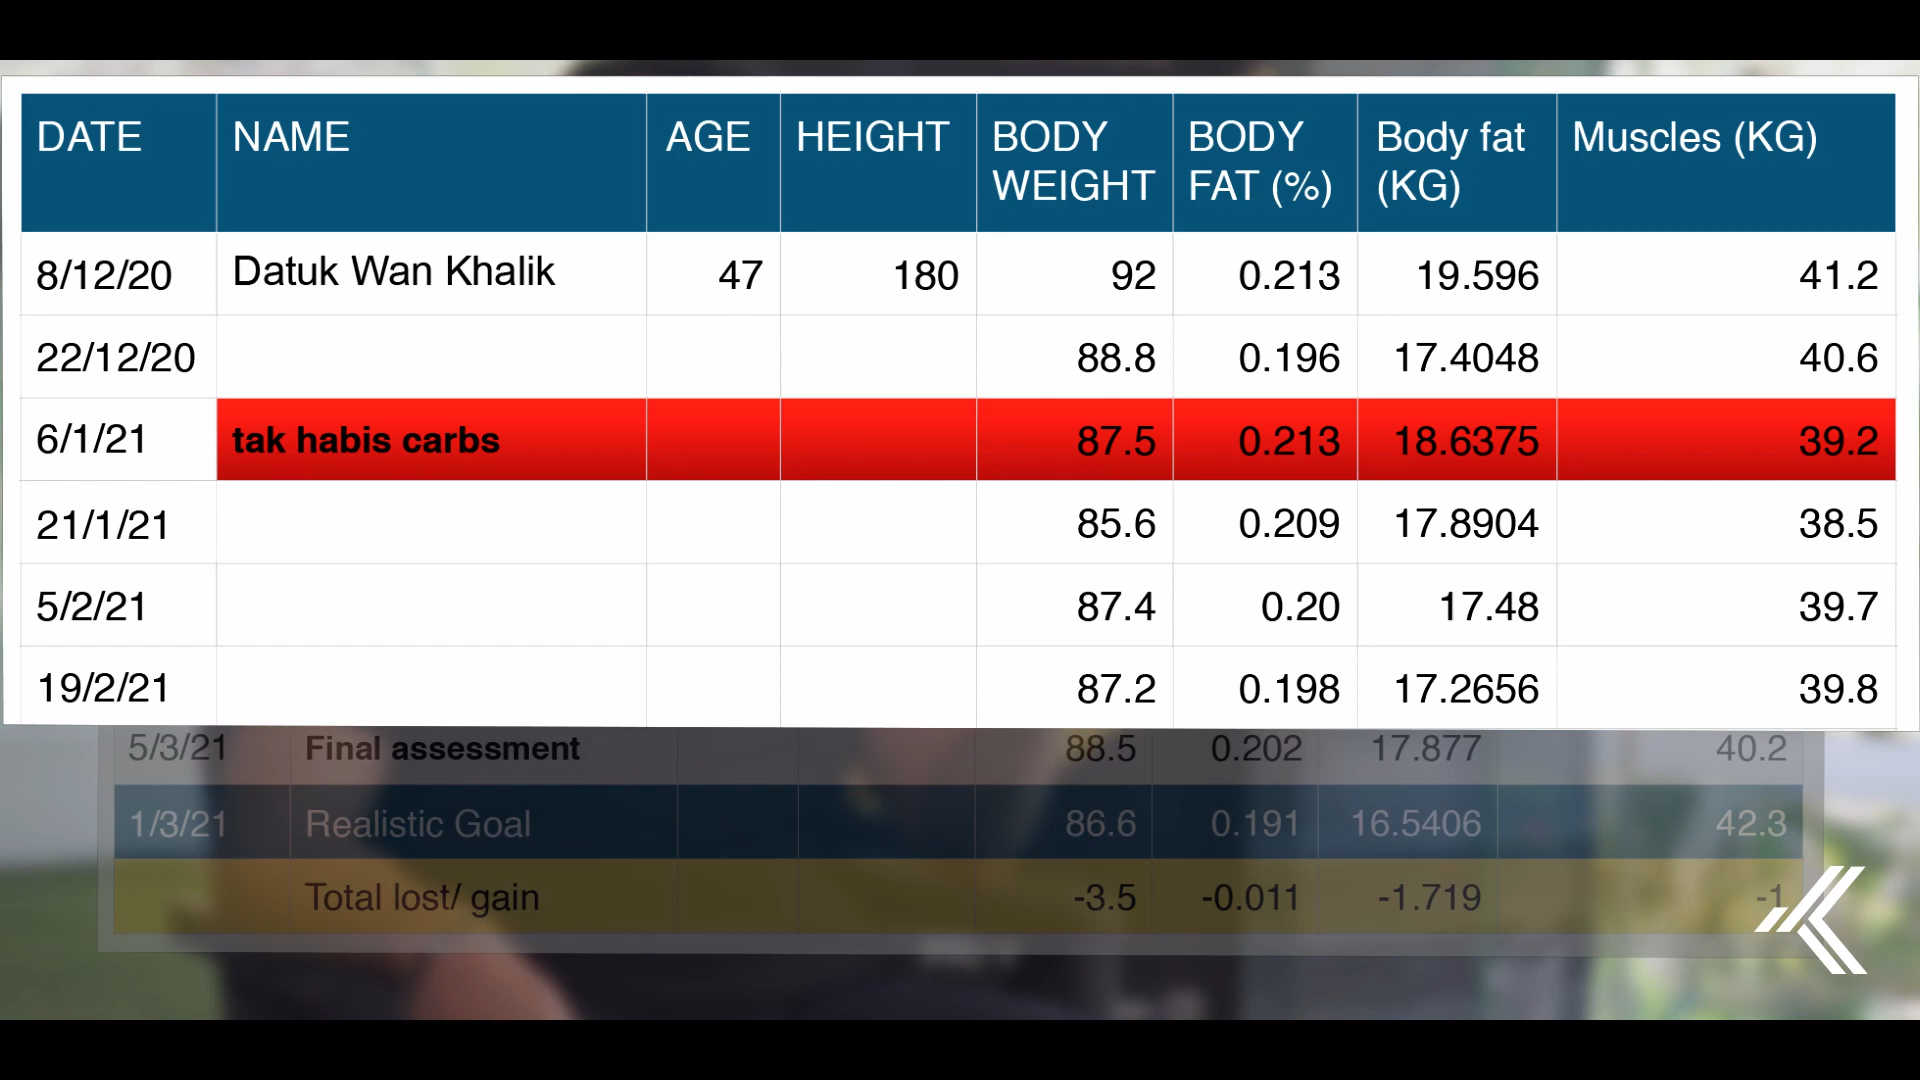 DATE NAME AGE HEIGHT BODY WEIGHT BODY FAT (%) Body fat (KG) Muscles (KG)
8/12/20 Datuk Wan Khalik 47 180 92 0.213 19.596 41.2
22/12/20 88.8 0.196 17.4048 40.6
6/1/21 tak habis carbs 87.5 0.213 18.6375 39.2
21/1/21 85.6 0.209 17.8904 38.5
5/2/21 87.4 0.20 17.48 39.7
19/2/21 87.2 0.198 17.2656 39.8
5/3/21 Final assessment 88.5 0.202 17.877 40.2
1/3/21 Realistic Goal 86.6 0.191 16.5406 42.3
Total lost/ gain -3.5 -0.011 -1.719 -1